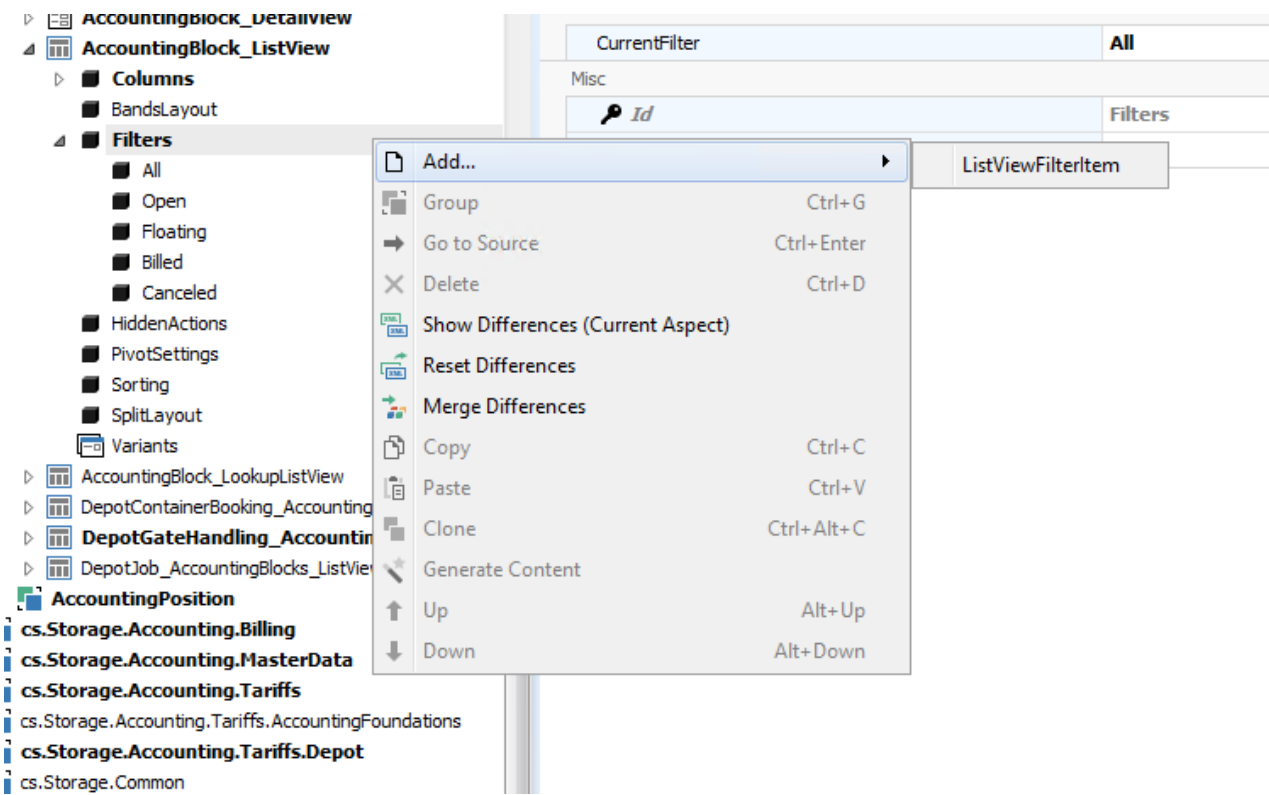 AccountingBlock_DetailView
AccountingBlock_ListView
Columns
BandsLayout
Filters
All
Open
Floating
Billed
Canceled
HiddenActions
PivotSettings
Sorting
SplitLayout
Variants
AccountingBlock_LookupListView
DepotContainerBooking_Accounting
DepotGateHandling_Accountin
DepotJob_AccountingBlocks_ListVie
AccountingPosition
cs.Storage.Accounting.Billing
cs.Storage.Accounting.MasterData
cs.Storage.Accounting.Tariffs
cs.Storage.Accounting.Tariffs.AccountingFoundations
cs.Storage.Accounting.Tariffs.Depot
cs.Storage.Common
CurrentFilter All
Misc
Id Filters
Add...
ListViewFilterItem
Group Ctrl+G
Go to Source Ctrl+Enter
Delete Ctrl+D
Show Differences (Current Aspect)
Reset Differences
Merge Differences
Copy Ctrl+C
Paste Ctrl+V
Clone Ctrl+Alt+C
Generate Content
Up Alt+Up
Down Alt+Down